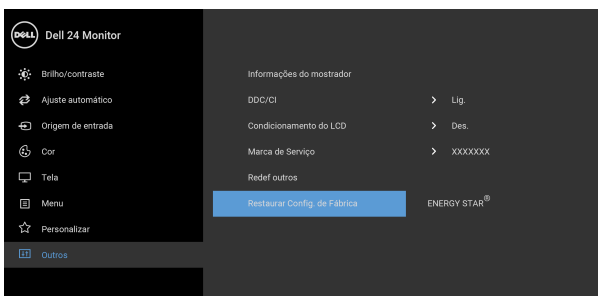 DELL Dell 24 Monitor
Brilho/contraste
Ajuste automático
Origem de entrada
Cor
Tela
Menu
Personalizar
Outros
Informações do mostrador
DDC/CI Lig.
Condicionamento do LCD Des.
Marca de Serviço XXXXXXX
Redef outros
Restaurar Config. de Fábrica ENERGY STAR®